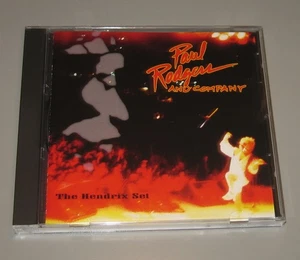 Paul
Rodgers
AND COMPANY
The Hendrix Set